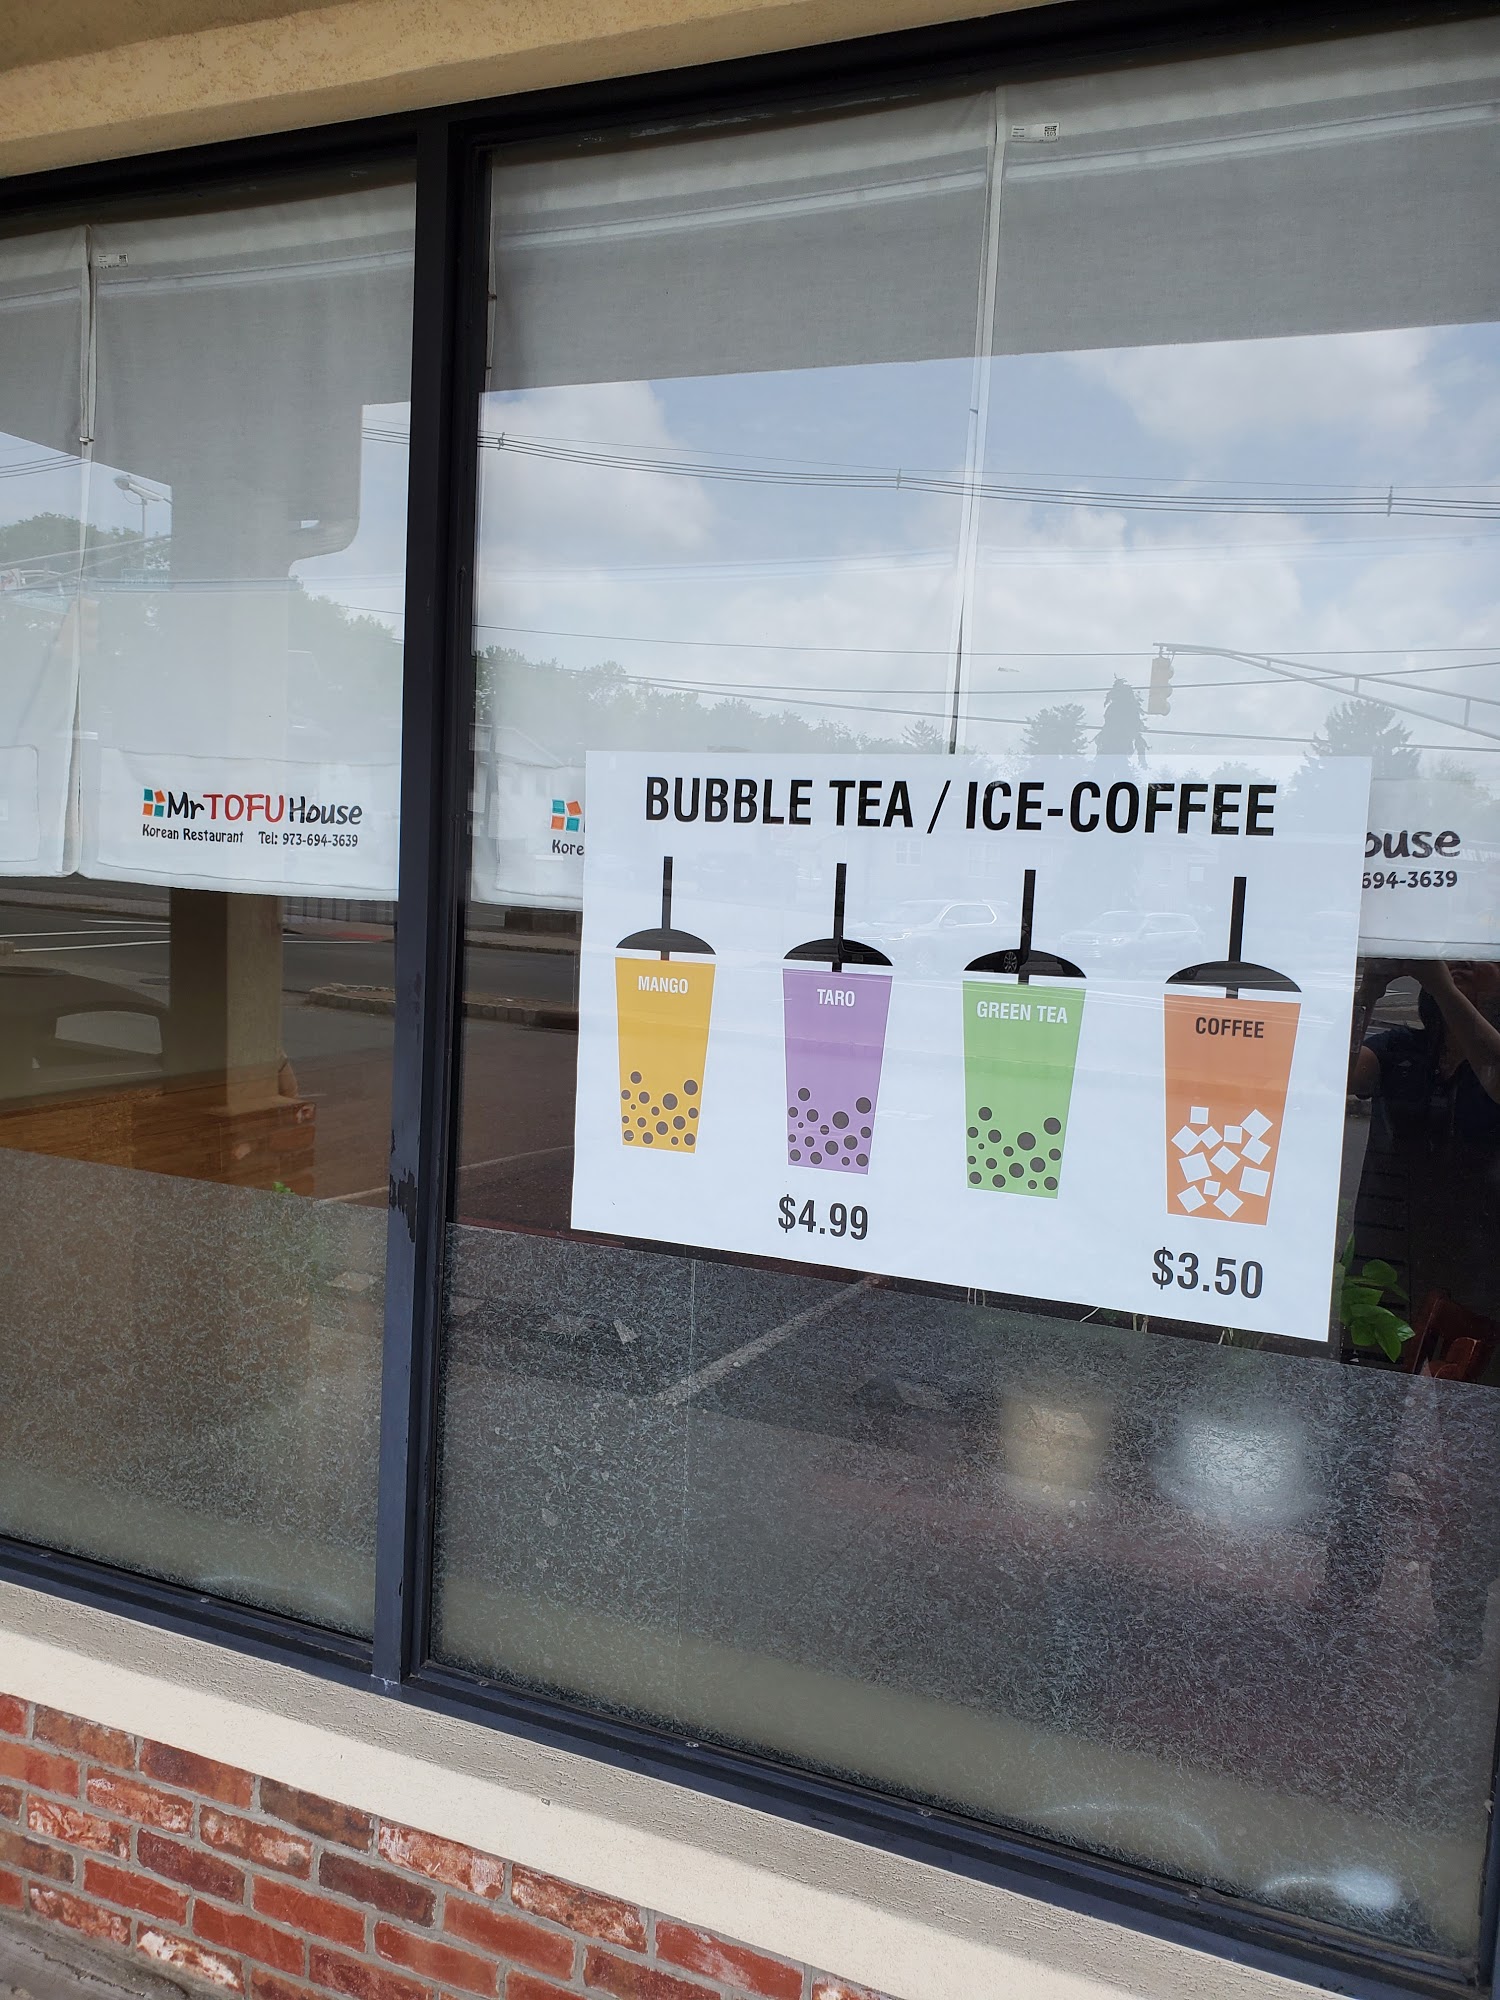 Mr TOFU House
Korean Restaurant Tel: 973-694-3639
Kore
ouse
694-3639
BUBBLE TEA / ICE-COFFEE
MANGO
TARO
GREEN TEA
COFFEE
$4.99
$3.50